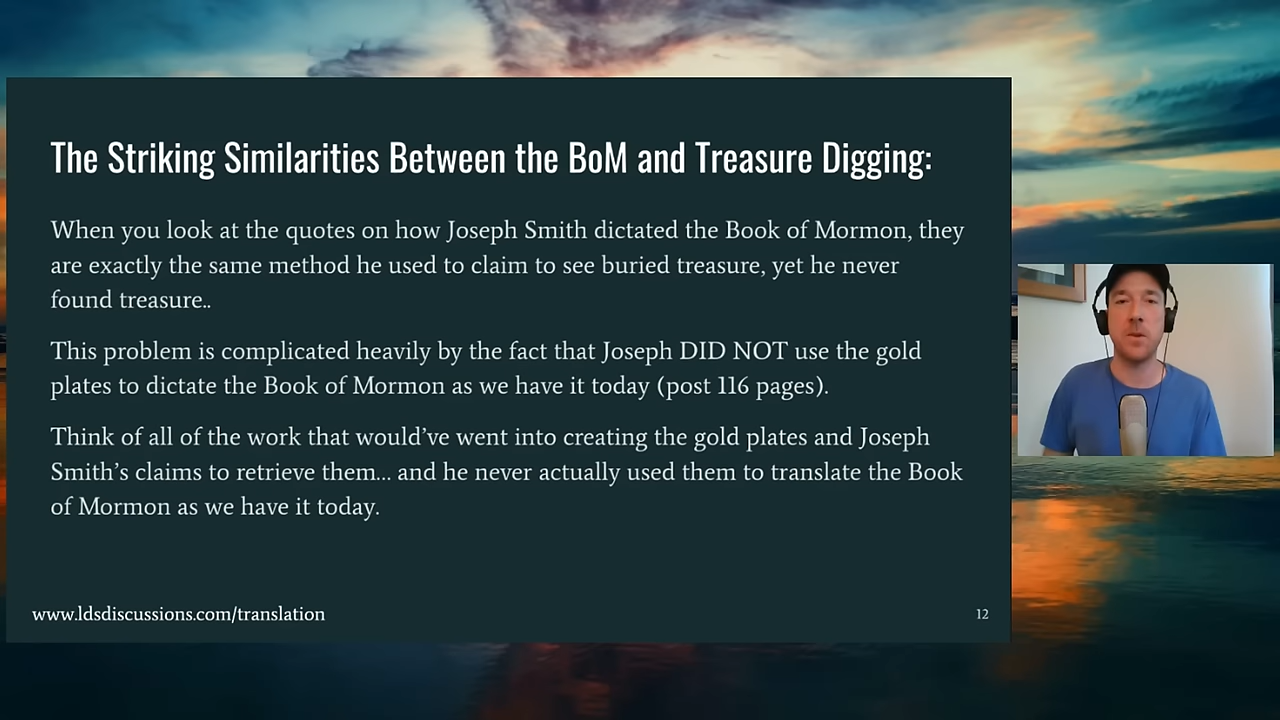 The Striking Similarities Between the BoM and Treasure Digging:
When you look at the quotes on how Joseph Smith dictated the Book of Mormon, they
are exactly the same method he used to claim to see buried treasure, yet he never
found treasure..
This problem is complicated heavily by the fact that Joseph DID NOT use the gold
plates to dictate the Book of Mormon as we have it today (post 116 pages).
Think of all of the work that would’ve went into creating the gold plates and Joseph
Smith’s claims to retrieve them... and he never actually used them to translate the Book
of Mormon as we have it today.
www.ldsdiscussions.com/translation
12